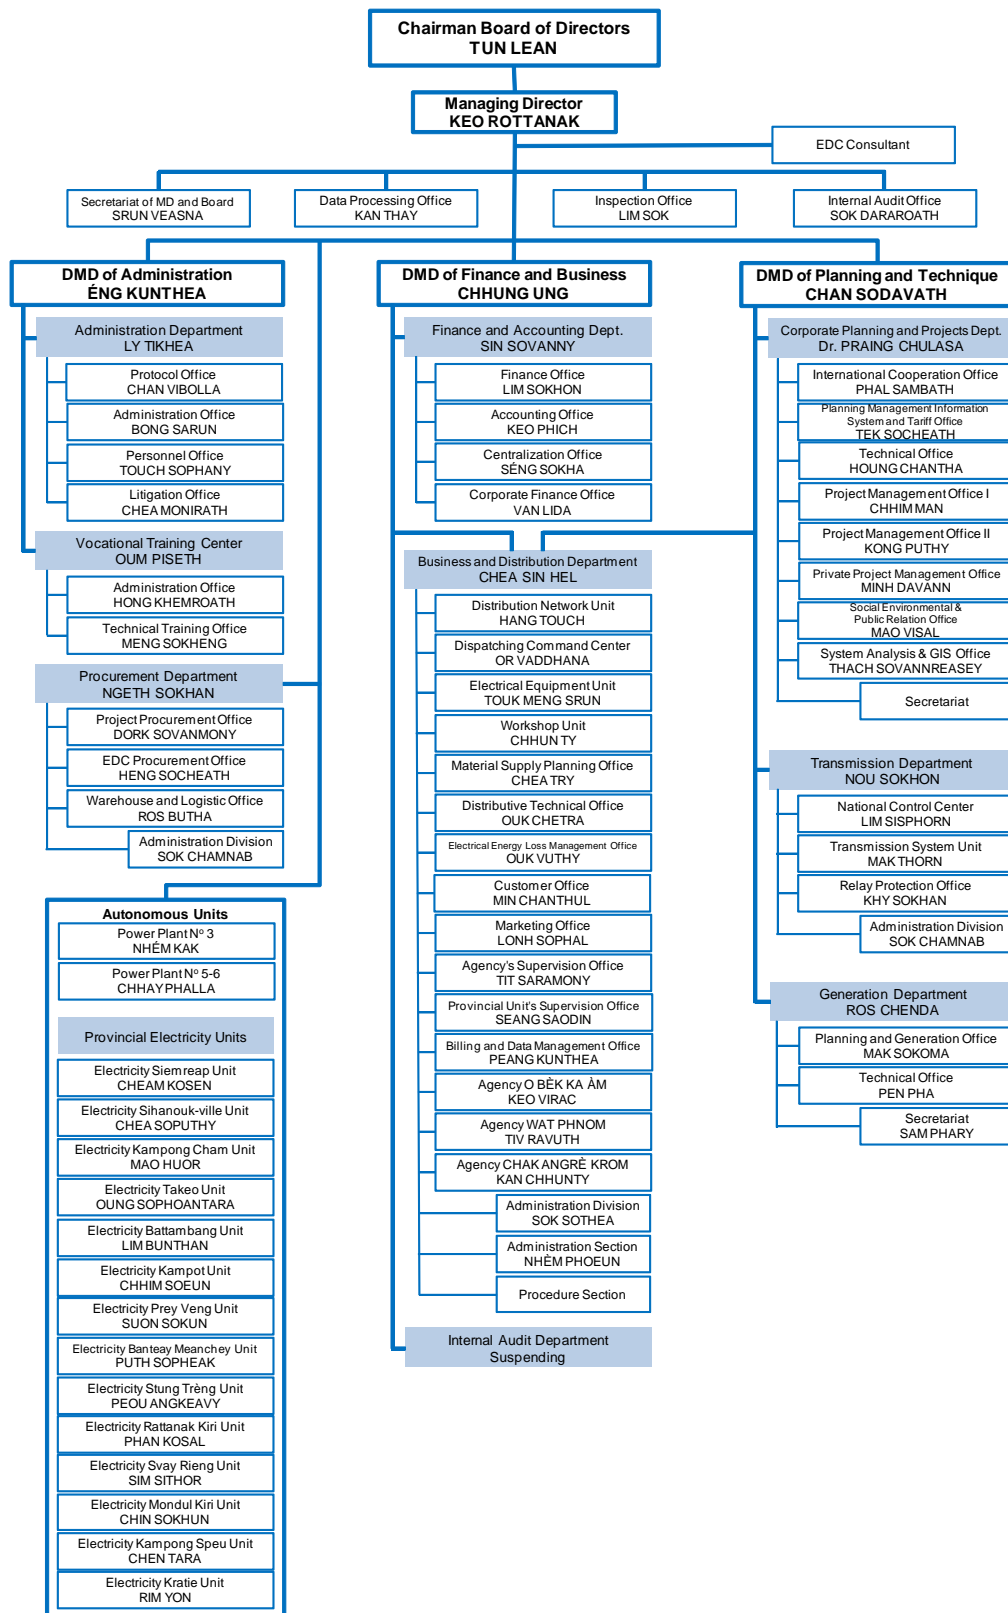 Chairman Board of Directors
TUN LEAN
Managing Director
KEO ROTTANAK
EDC Consultant
Secretariat of MD and Board
SRUN VEASNA
Data Processing Office
KAN THAY
Inspection Office
LIM SOK
Internal Audit Office
SOK DARAROATH
DMD of Administration
ÉNG KUNTHEA
Administration Department
LY TIKHEA
Protocol Office
CHAN VIBOLLA
Administration Office
BONG SARUN
Personnel Office
TOUCH SOPHANY
Litigation Office
CHEA MONIRATH
Vocational Training Center
OUM PISETH
Administration Office
HONG KHEMROATH
Technical Training Office
MENG SOKHENG
Procurement Department
NGETH SOKHAN
Project Procurement Office
DORK SOVANMONY
EDC Procurement Office
HENG SOCHEATH
Warehouse and Logistic Office
ROS BUTHA
Administration Division
SOK CHAMNAB
Autonomous Units
Power Plant Nº 3
NHÉM KAK
Power Plant Nº 5-6
CHHAY PHALLA
Provincial Electricity Units
Electricity Siemreap Unit
CHEAM KOSEN
Electricity Sihanouk-ville Unit
CHEA SOPUTHY
Electricity Kampong Cham Unit
MAO HUOR
Electricity Takeo Unit
OUNG SOPHOANTARA
Electricity Battambang Unit
LIM BUNTHAN
Electricity Kampot Unit
CHHIM SOEUN
Electricity Prey Veng Unit
SUON SOKUN
Electricity Banteay Meanchey Unit
PUTH SOPHEAK
Electricity Stung Trèng Unit
PEOU ANGKEAVY
Electricity Rattanak Kiri Unit
PHAN KOSAL
Electricity Svay Rieng Unit
SIM SITHOR
Electricity Mondul Kiri Unit
CHIN SOKHUN
Electricity Kampong Speu Unit
CHEN TARA
Electricity Kratie Unit
RIM YON
DMD of Finance and Business
CHHUNG UNG
Finance and Accounting Dept.
SIN SOVANNY
Finance Office
LIM SOKHON
Accounting Office
KEO PHICH
Centralization Office
SÉNG SOKHA
Corporate Finance Office
VAN LIDA
Business and Distribution Department
CHEA SIN HEL
Distribution Network Unit
HANG TOUCH
Dispatching Command Center
OR VADDHANA
Electrical Equipment Unit
TOUK MENG SRUN
Workshop Unit
CHHUN TY
Material Supply Planning Office
CHEA TRY
Distributive Technical Office
OUK CHETRA
Electrical Energy Loss Management Office
OUK VUTHY
Customer Office
MIN CHANTHUL
Marketing Office
LONH SOPHAL
Agency's Supervision Office
TIT SARAMONY
Provincial Unit's Supervision Office
SEANG SAODIN
Billing and Data Management Office
PEANG KUNTHEA
Agency O BÈK KA ÀM
KEO VIRAC
Agency WAT PHNOM
TIV RAVUTH
Agency CHAK ANGRÈ KROM
KAN CHHUNTY
Administration Division
SOK SOTHEA
Administration Section
NHÈM PHOEUN
Procedure Section
Internal Audit Department
Suspending
DMD of Planning and Technique
CHAN SODAVATH
Corporate Planning and Projects Dept.
Dr. PRAING CHULASA
International Cooperation Office
PHAL SAMBATH
Planning Management Information
System and Tariff Office
TEK SOCHEATH
Technical Office
HOUNG CHANTHA
Project Management Office I
CHHIM MAN
Project Management Office II
KONG PUTHY
Private Project Management Office
MINH DAVANN
Social Environmental &
Public Relation Office
MAO VISAL
System Analysis & GIS Office
THACH SOVANNREASEY
Secretariat
Transmission Department
NOU SOKHON
National Control Center
LIM SISPHORN
Transmission System Unit
MAK THORN
Relay Protection Office
KHY SOKHAN
Administration Division
SOK CHAMNAB
Generation Department
ROS CHENDA
Planning and Generation Office
MAK SOKOMA
Technical Office
PEN PHA
Secretariat
SAM PHARY